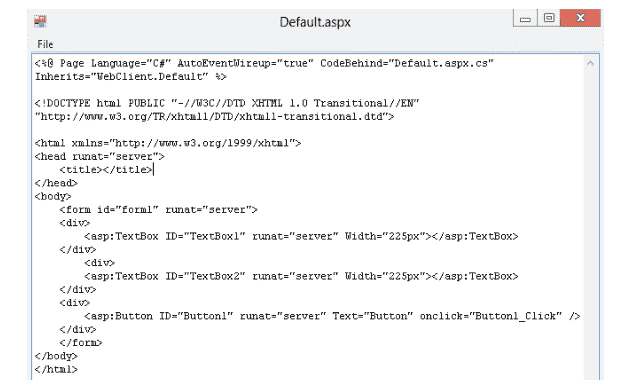 Default.aspx
File
<%@ Page Language="C#" AutoEventWireup="true" CodeBehind="Default.aspx.cs"
Inherits="WebClient.Default" %>
<!DOCTYPE html PUBLIC "-//W3C//DTD XHTML 1.0 Transitional//EN"
"http://www.w3.org/TR/xhtml1/DTD/xhtml1-transitional.dtd">
<html xmlns="http://www.w3.org/1999/xhtml">
<head runat="server">
    <title></title>
</head>
<body>
    <form id="form1" runat="server">
    <div>
        <asp:TextBox ID="TextBox1" runat="server" Width="225px"></asp:TextBox>
    </div>
        <div>
        <asp:TextBox ID="TextBox2" runat="server" Width="225px"></asp:TextBox>
    </div>
    <div>
        <asp:Button ID="Button1" runat="server" Text="Button" onclick="Button1_Click" />
    </div>
    </form>
</body>
</html>